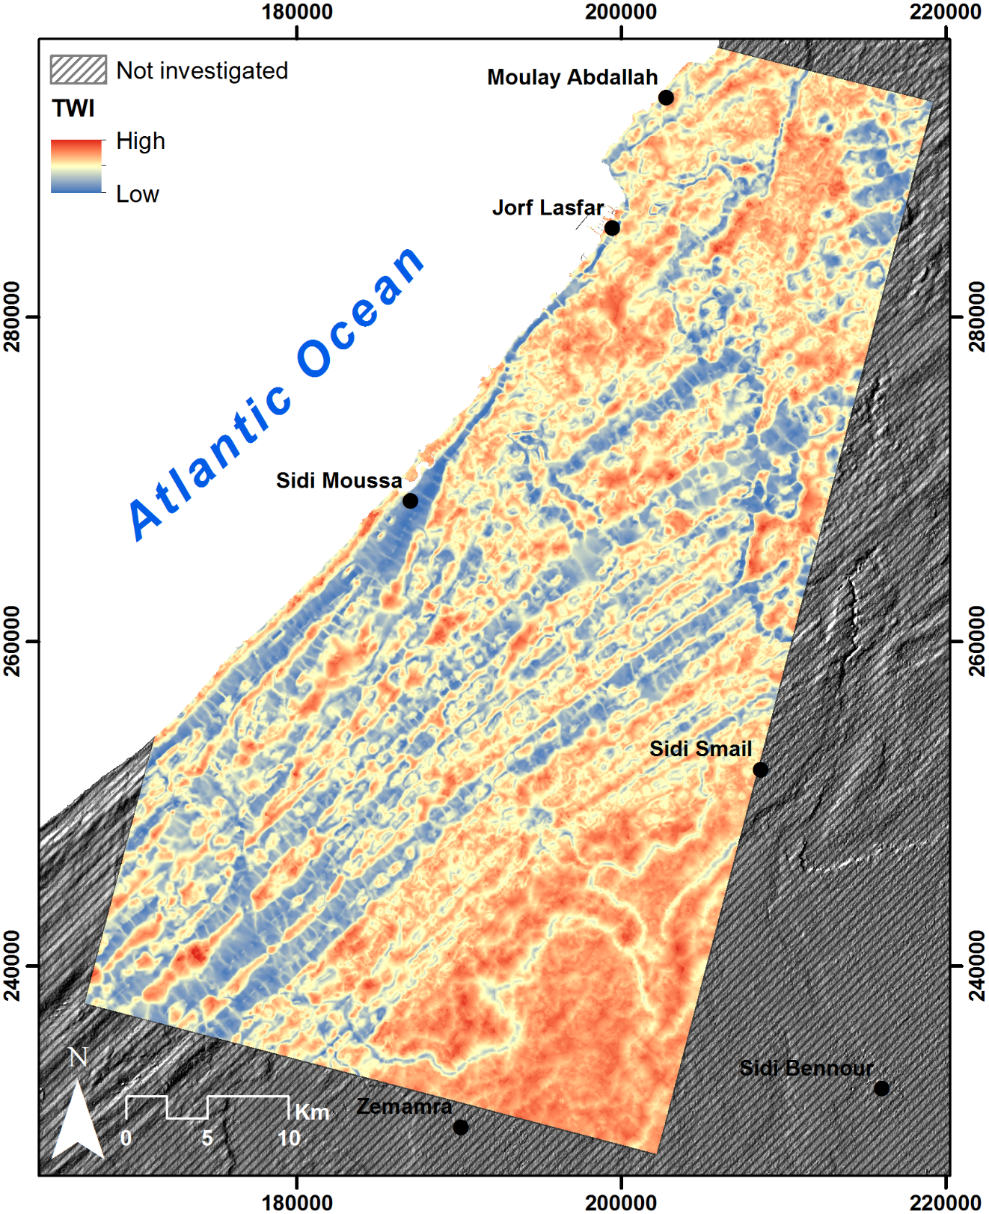 180000
200000
220000
Not investigated
TWI
High
Low
Moulay Abdallah
Jorf Lasfar
Atlantic Ocean
280000
280000
Sidi Moussa
260000
260000
Sidi Smail
240000
240000
N
Sidi Bennour
Zemamra
Km
0
5
10
180000
200000
220000